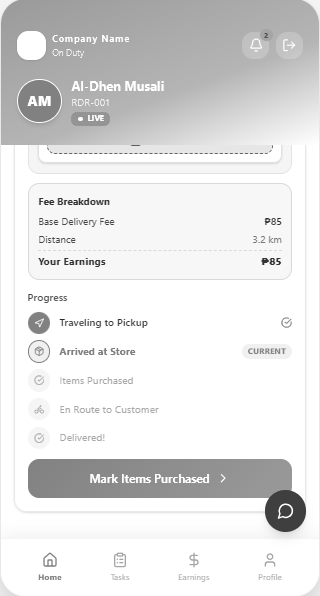 Company Name
On Duty
2
AM
Al-Dhen Musali
RDR-001
LIVE
Fee Breakdown
Base Delivery Fee ₱85
Distance 3.2 km
Your Earnings ₱85
Progress
Traveling to Pickup
Arrived at Store CURRENT
Items Purchased
En Route to Customer
Delivered!
Mark Items Purchased
Home Tasks Earnings Profile